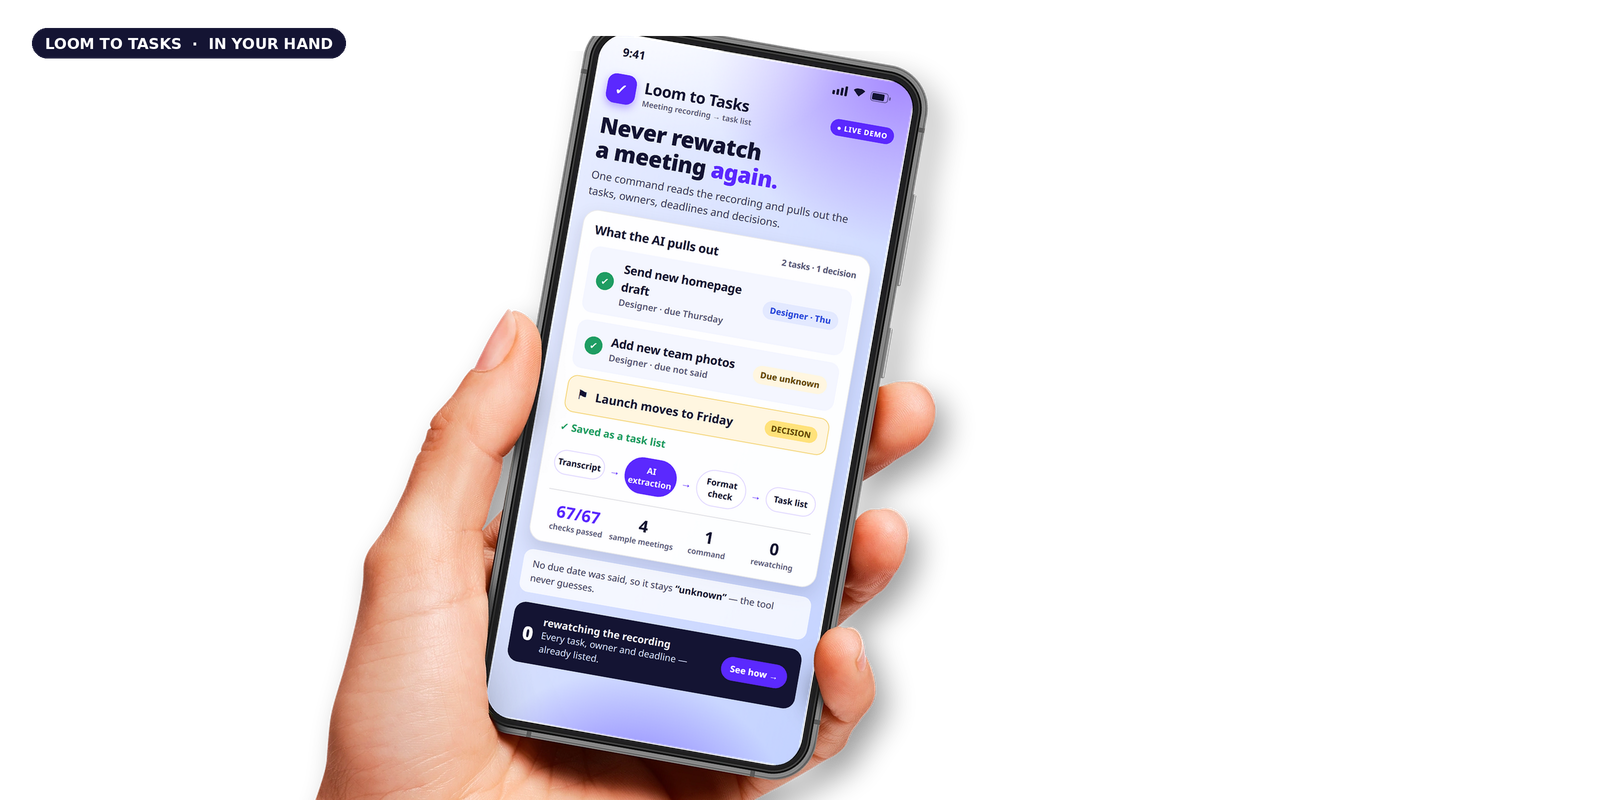 LOOM TO TASKS · IN YOUR HAND
9:41
✓ Loom to Tasks
Meeting recording → task list
• LIVE DEMO
Never rewatch
a meeting again.
One command reads the recording and pulls out the
tasks, owners, deadlines and decisions.
What the AI pulls out
2 tasks · 1 decision
✓ Send new homepage
draft
Designer · due Thursday
Designer · Thu
✓ Add new team photos
Designer · due not said
Due unknown
⚑ Launch moves to Friday
DECISION
✓ Saved as a task list
Transcript → AI extraction → Format check → Task list
67/67
checks passed
4
sample meetings
1
command
0
rewatching
No due date was said, so it stays “unknown” — the tool
never guesses.
0
rewatching the recording
Every task, owner and deadline —
already listed.
See how →